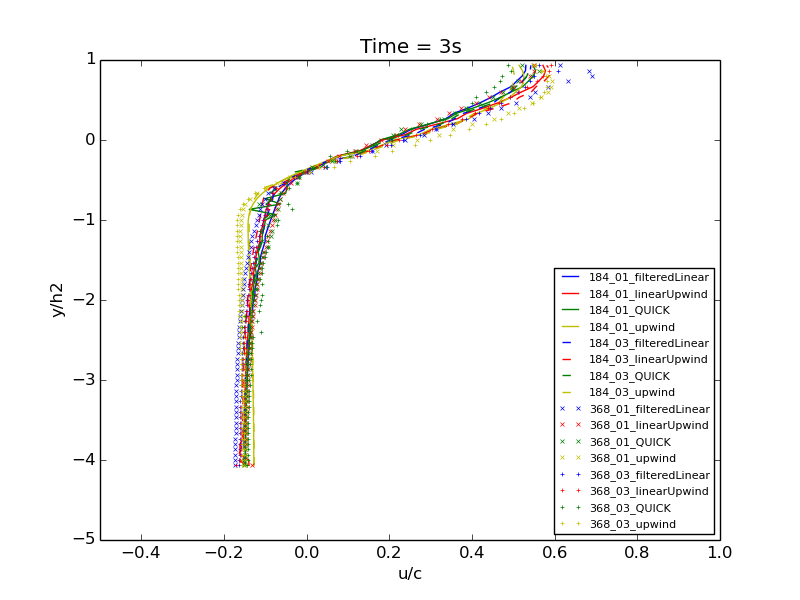 Time = 3s
1
0
−1
−2
−3
−4
−5
y/h2
−0.4
−0.2
0.0
0.2
0.4
0.6
0.8
1.0
u/c
184_01_filteredLinear
184_01_linearUpwind
184_01_QUICK
184_01_upwind
184_03_filteredLinear
184_03_linearUpwind
184_03_QUICK
184_03_upwind
368_01_filteredLinear
368_01_linearUpwind
368_01_QUICK
368_01_upwind
368_03_filteredLinear
368_03_linearUpwind
368_03_QUICK
368_03_upwind